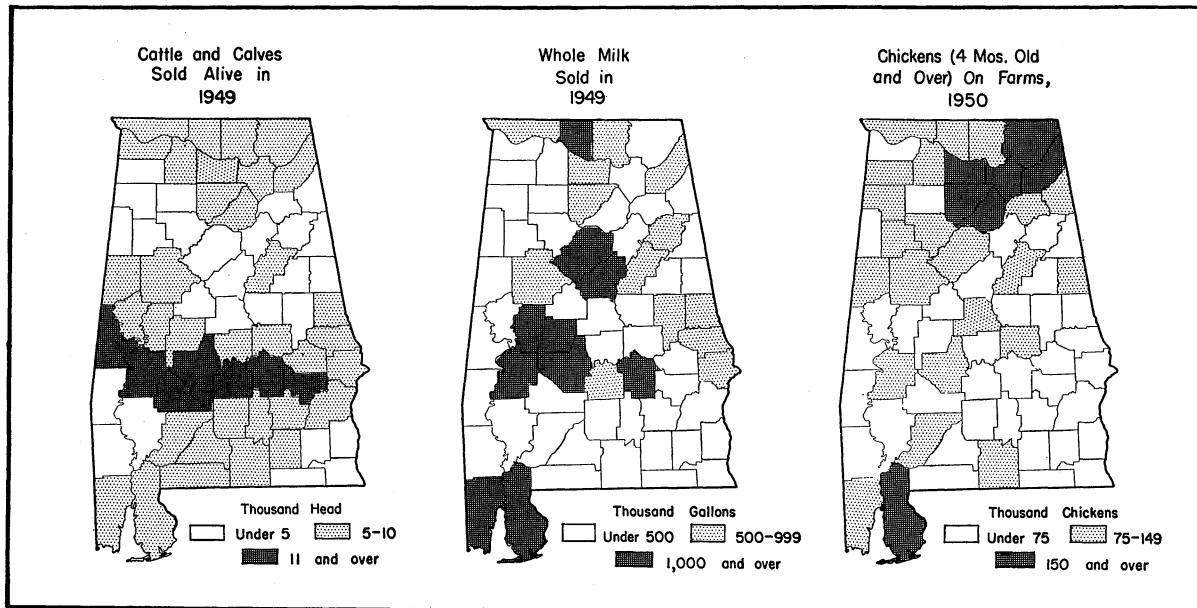 Cattle and Calves
Sold Alive in
1949
Thousand Head
Under 5
5-10
11 and over
Whole Milk
Sold in
1949
Thousand Gallons
Under 500
500-999
1,000 and over
Chickens (4 Mos. Old
and Over) On Farms,
1950
Thousand Chickens
Under 75
75-149
150 and over